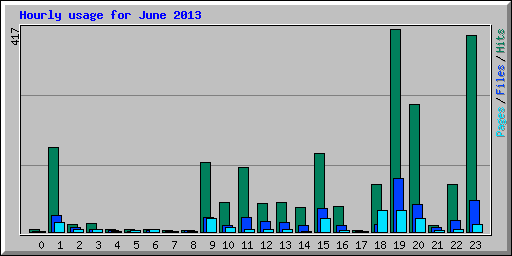 Hourly usage for June 2013
417
Pages/Files/Hits
0 1 2 3 4 5 6 7 8 9 10 11 12 13 14 15 16 17 18 19 20 21 22 23